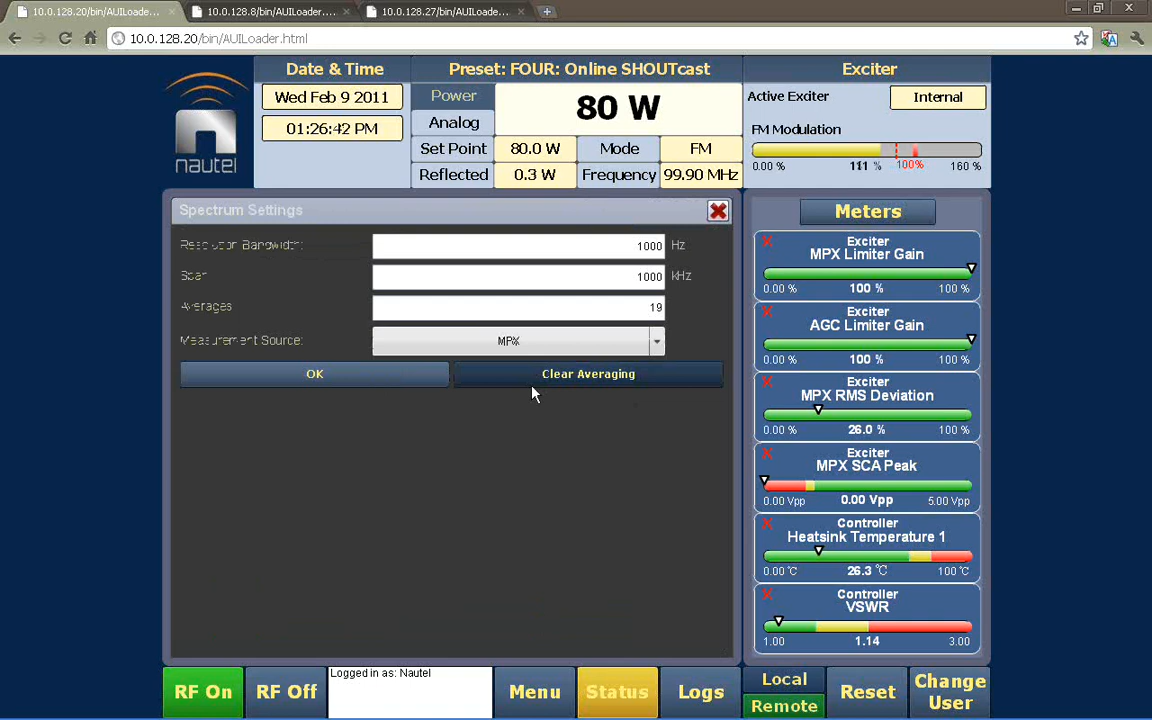 10.0.128.20/bin/AUILoade...
10.0.128.8/bin/AUILoader....
10.0.128.27/bin/AUILoade...
10.0.128.20/bin/AUILoader.html
nautel
Date & Time
Wed Feb 9 2011
01:26:42 PM
Preset: FOUR: Online SHOUTcast
Power
80 W
Analog
Set Point
80.0 W
Mode
FM
Reflected
0.3 W
Frequency
99.90 MHz
Exciter
Active Exciter
Internal
FM Modulation
0.00 %
111 %
100%
160 %
Spectrum Settings
Resolution Bandwidth:
1000
Hz
Span
1000
kHz
Averages
19
Measurement Source:
MPX
OK
Clear Averaging
Meters
Exciter
MPX Limiter Gain
0.00 %
100 %
100 %
Exciter
AGC Limiter Gain
0.00 %
100 %
100 %
Exciter
MPX RMS Deviation
0.00 %
26.0 %
100 %
Exciter
MPX SCA Peak
0.00 Vpp
0.00 Vpp
5.00 Vpp
Controller
Heatsink Temperature 1
0.00 °C
26.3 °C
100 °C
Controller
VSWR
1.00
1.14
3.00
RF On
RF Off
Logged in as: Nautel
Menu
Status
Logs
Local
Remote
Reset
Change
User